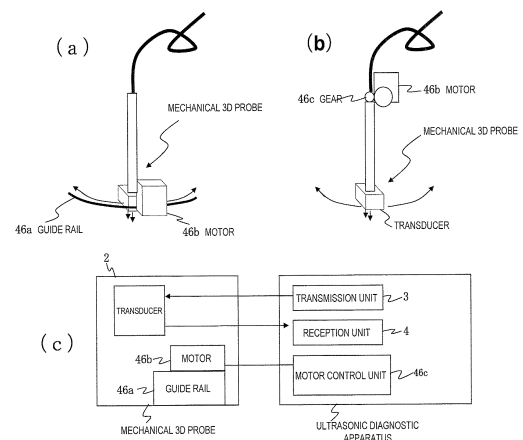 (a)
(b)
46c GEAR
46b MOTOR
MECHANICAL 3D PROBE
MECHANICAL 3D PROBE
46a GUIDE RAIL
46b MOTOR
TRANSDUCER
(c)
2
TRANSDUCER
TRANSMISSION UNIT
3
RECEPTION UNIT
4
46b
MOTOR
46a
GUIDE RAIL
MOTOR CONTROL UNIT
46c
MECHANICAL 3D PROBE
ULTRASONIC DIAGNOSTIC
APPARATUS